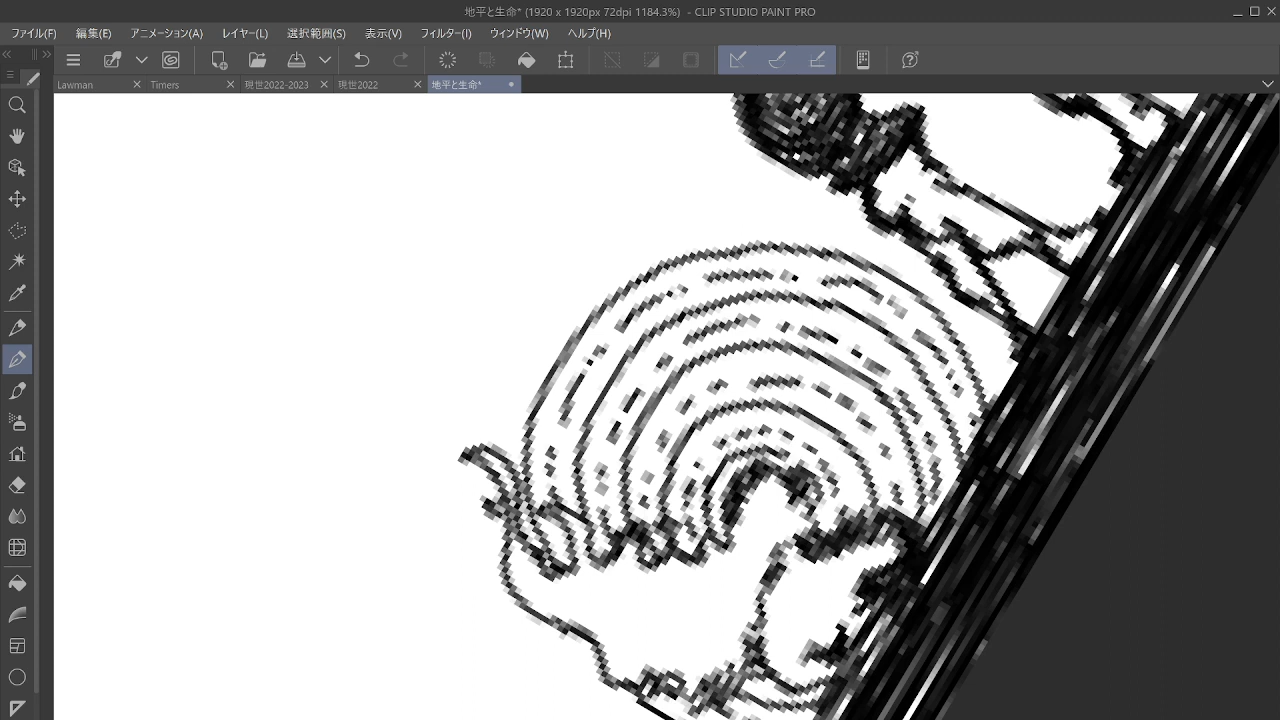 地平と生命* (1920 x 1920px 72dpi 1184.3%) - CLIP STUDIO PAINT PRO
ファイル(F) 編集(E) アニメーション(A) レイヤー(L) 選択範囲(S) 表示(V) フィルター(I) ウィンドウ(W) ヘルプ(H)
Lawman Timers 現世2022-2023 現世2022 地平と生命*